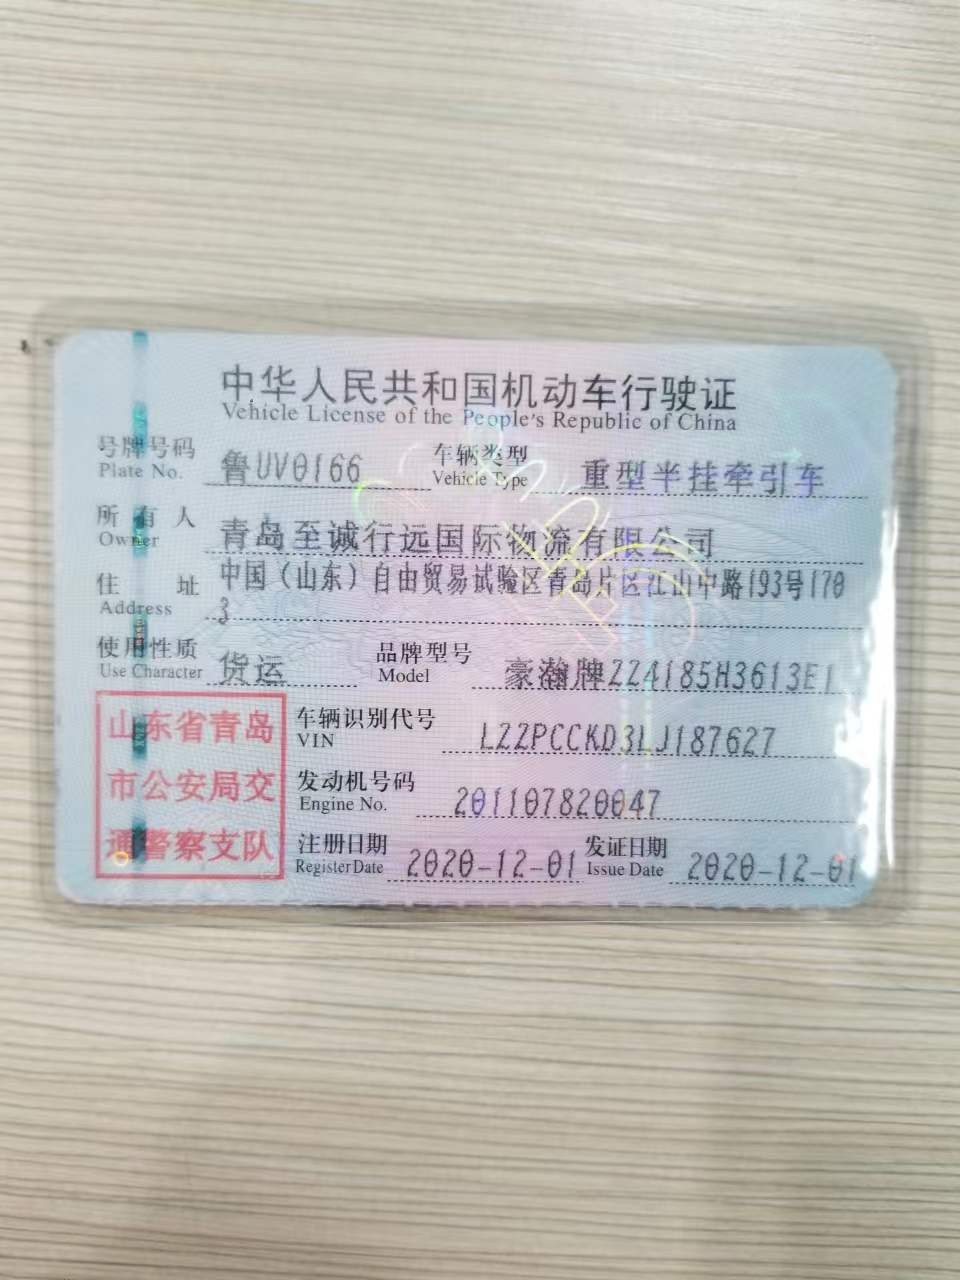 中华人民共和国机动车行驶证
Vehicle License of the People's Republic of China
号牌号码 鲁UV0166 车辆类型 重型半挂牵引车
Plate No. Vehicle Type
所有人 青岛至诚行远国际物流有限公司
Owner
住址 中国（山东）自由贸易试验区青岛片区江山中路193号170
Address 3
使用性质 货运 品牌型号 豪瀚牌ZZ4185H3613E1
Use Character Model
山东省青岛
市公安局交
通警察支队
车辆识别代号 LZZPCCKD3LJ187627
VIN
发动机号码 201107820047
Engine No.
注册日期 2020-12-01 发证日期 2020-12-01
Register Date Issue Date